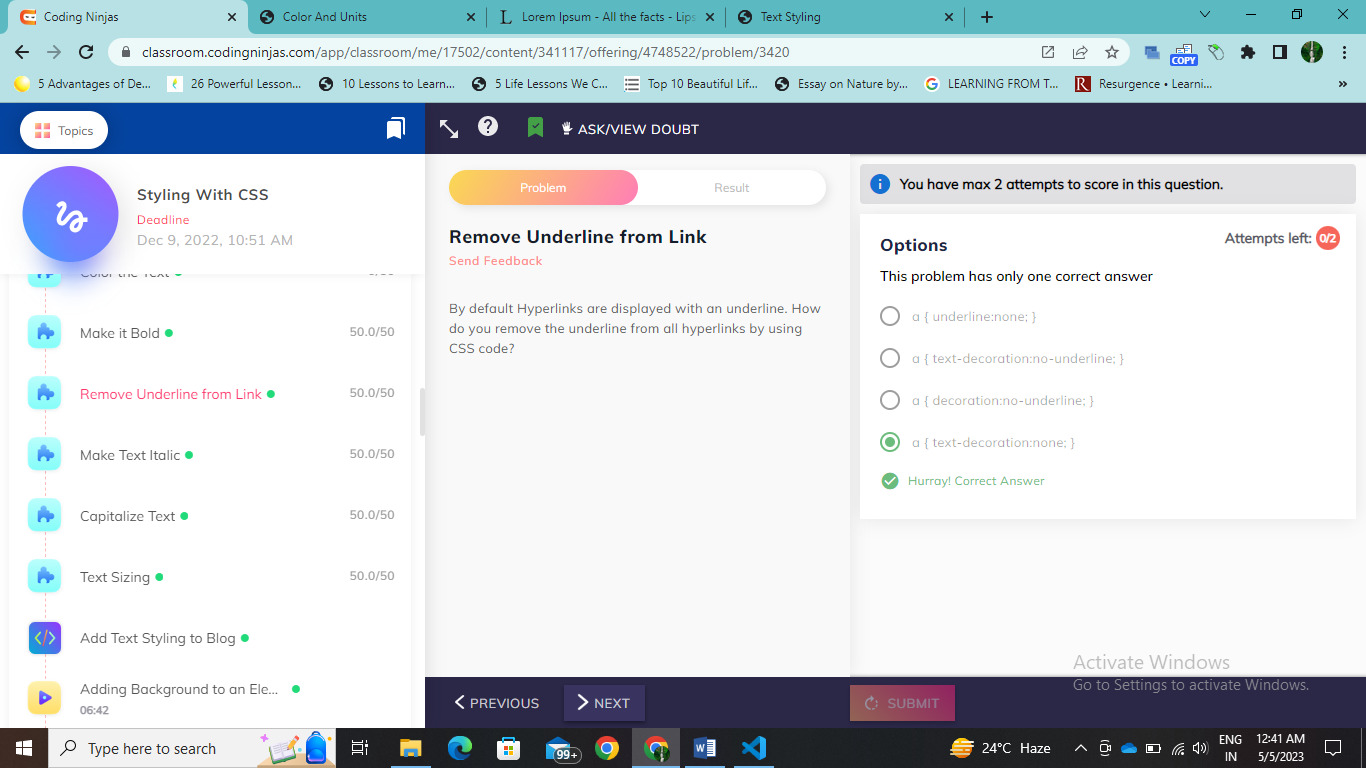 Coding Ninjas
Color And Units
Lorem Ipsum - All the facts - Lips
Text Styling
classroom.codingninjas.com/app/classroom/me/17502/content/341117/offering/4748522/problem/3420
COPY
5 Advantages of De...
26 Powerful Lesson...
10 Lessons to Learn...
5 Life Lessons We C...
Top 10 Beautiful Lif...
Essay on Nature by...
LEARNING FROM T...
Resurgence • Learni...
Topics
ASK/VIEW DOUBT
Styling With CSS
Deadline
Dec 9, 2022, 10:51 AM
Color the Text
Make it Bold 50.0/50
Remove Underline from Link 50.0/50
Make Text Italic 50.0/50
Capitalize Text 50.0/50
Text Sizing 50.0/50
Add Text Styling to Blog
Adding Background to an Ele...
06:42
Problem
Result
Remove Underline from Link
Send Feedback
By default Hyperlinks are displayed with an underline. How
do you remove the underline from all hyperlinks by using
CSS code?
You have max 2 attempts to score in this question.
Options
Attempts left: 0/2
This problem has only one correct answer
a { underline:none; }
a { text-decoration:no-underline; }
a { decoration:no-underline; }
a { text-decoration:none; }
Hurray! Correct Answer
Activate Windows
Go to Settings to activate Windows.
PREVIOUS
NEXT
SUBMIT
Type here to search
99+
24°C Haze
ENG
IN
12:41 AM
5/5/2023